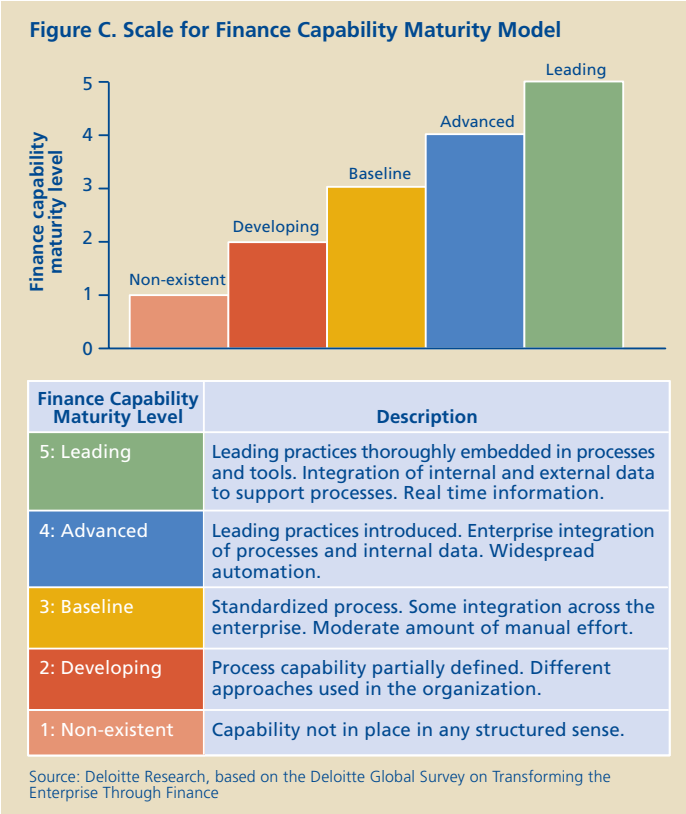 Figure C. Scale for Finance Capability Maturity Model
Finance capability
maturity level
5
4
3
2
1
0
Non-existent
Developing
Baseline
Advanced
Leading
Finance Capability
Maturity Level
Description
5: Leading
Leading practices thoroughly embedded in processes
and tools. Integration of internal and external data
to support processes. Real time information.
4: Advanced
Leading practices introduced. Enterprise integration
of processes and internal data. Widespread
automation.
3: Baseline
Standardized process. Some integration across the
enterprise. Moderate amount of manual effort.
2: Developing
Process capability partially defined. Different
approaches used in the organization.
1: Non-existent
Capability not in place in any structured sense.
Source: Deloitte Research, based on the Deloitte Global Survey on Transforming the
Enterprise Through Finance